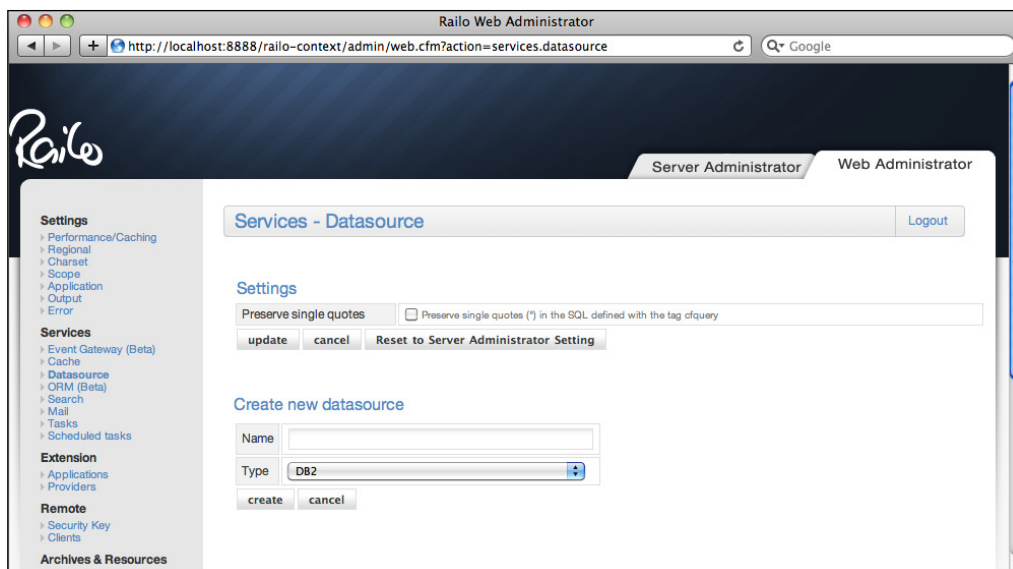 Railo Web Administrator
http://localhost:8888/railo-context/admin/web.cfm?action=services.datasource
Google
Railo
Server Administrator
Web Administrator
Settings
Performance/Caching
Regional
Charset
Scope
Application
Output
Error
Services
Event Gateway (Beta)
Cache
Datasource
ORM (Beta)
Search
Mail
Tasks
Scheduled tasks
Extension
Applications
Providers
Remote
Security Key
Clients
Archives & Resources
Services - Datasource
Logout
Settings
Preserve single quotes
Preserve single quotes (") in the SQL defined with the tag cfquery
update
cancel
Reset to Server Administrator Setting
Create new datasource
Name
Type
DB2
create
cancel